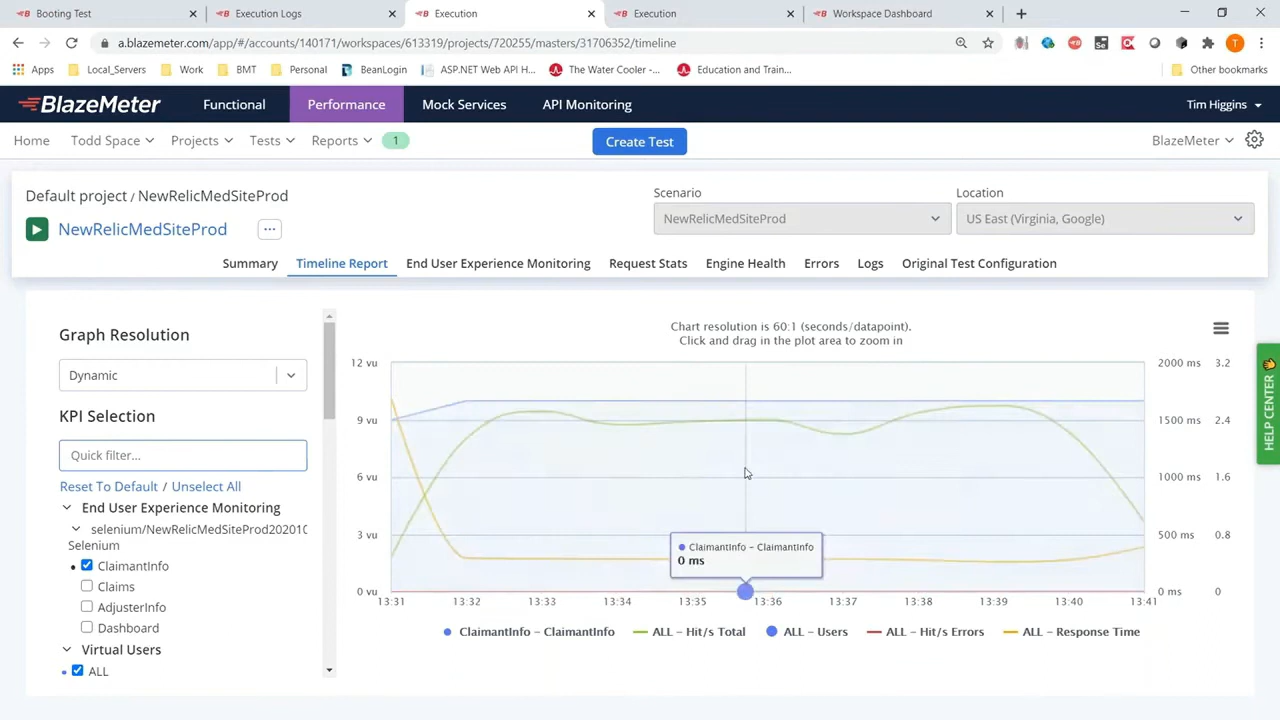 Booting Test
Execution Logs
Execution
Execution
Workspace Dashboard
a.blazemeter.com/app/#/accounts/140171/workspaces/613319/projects/720255/masters/31706352/timeline
Apps Local_Servers Work BMT Personal BeanLogin ASP.NET Web API H... The Water Cooler -... Education and Train... Other bookmarks
BlazeMeter Functional Performance Mock Services API Monitoring Tim Higgins
Home Todd Space Projects Tests Reports 1 Create Test BlazeMeter
Default project / NewRelicMedSiteProd
NewRelicMedSiteProd ...
Scenario
NewRelicMedSiteProd
Location
US East (Virginia, Google)
Summary Timeline Report End User Experience Monitoring Request Stats Engine Health Errors Logs Original Test Configuration
Graph Resolution
Dynamic
KPI Selection
Quick filter...
Reset To Default / Unselect All
End User Experience Monitoring
selenium/NewRelicMedSiteProd20201
Selenium
ClaimantInfo
Claims
AdjusterInfo
Dashboard
Virtual Users
ALL
Chart resolution is 60:1 (seconds/datapoint).
Click and drag in the plot area to zoom in
12 vu 2000 ms 3.2
9 vu 1500 ms 2.4
6 vu 1000 ms 1.6
3 vu 500 ms 0.8
0 vu 0 ms 0
ClaimantInfo – ClaimantInfo
0 ms
13:31 13:32 13:33 13:34 13:35 13:36 13:37 13:38 13:39 13:40 13:41
ClaimantInfo – ClaimantInfo ALL – Hit/s Total ALL – Users ALL – Hit/s Errors ALL – Response Time
HELP CENTER